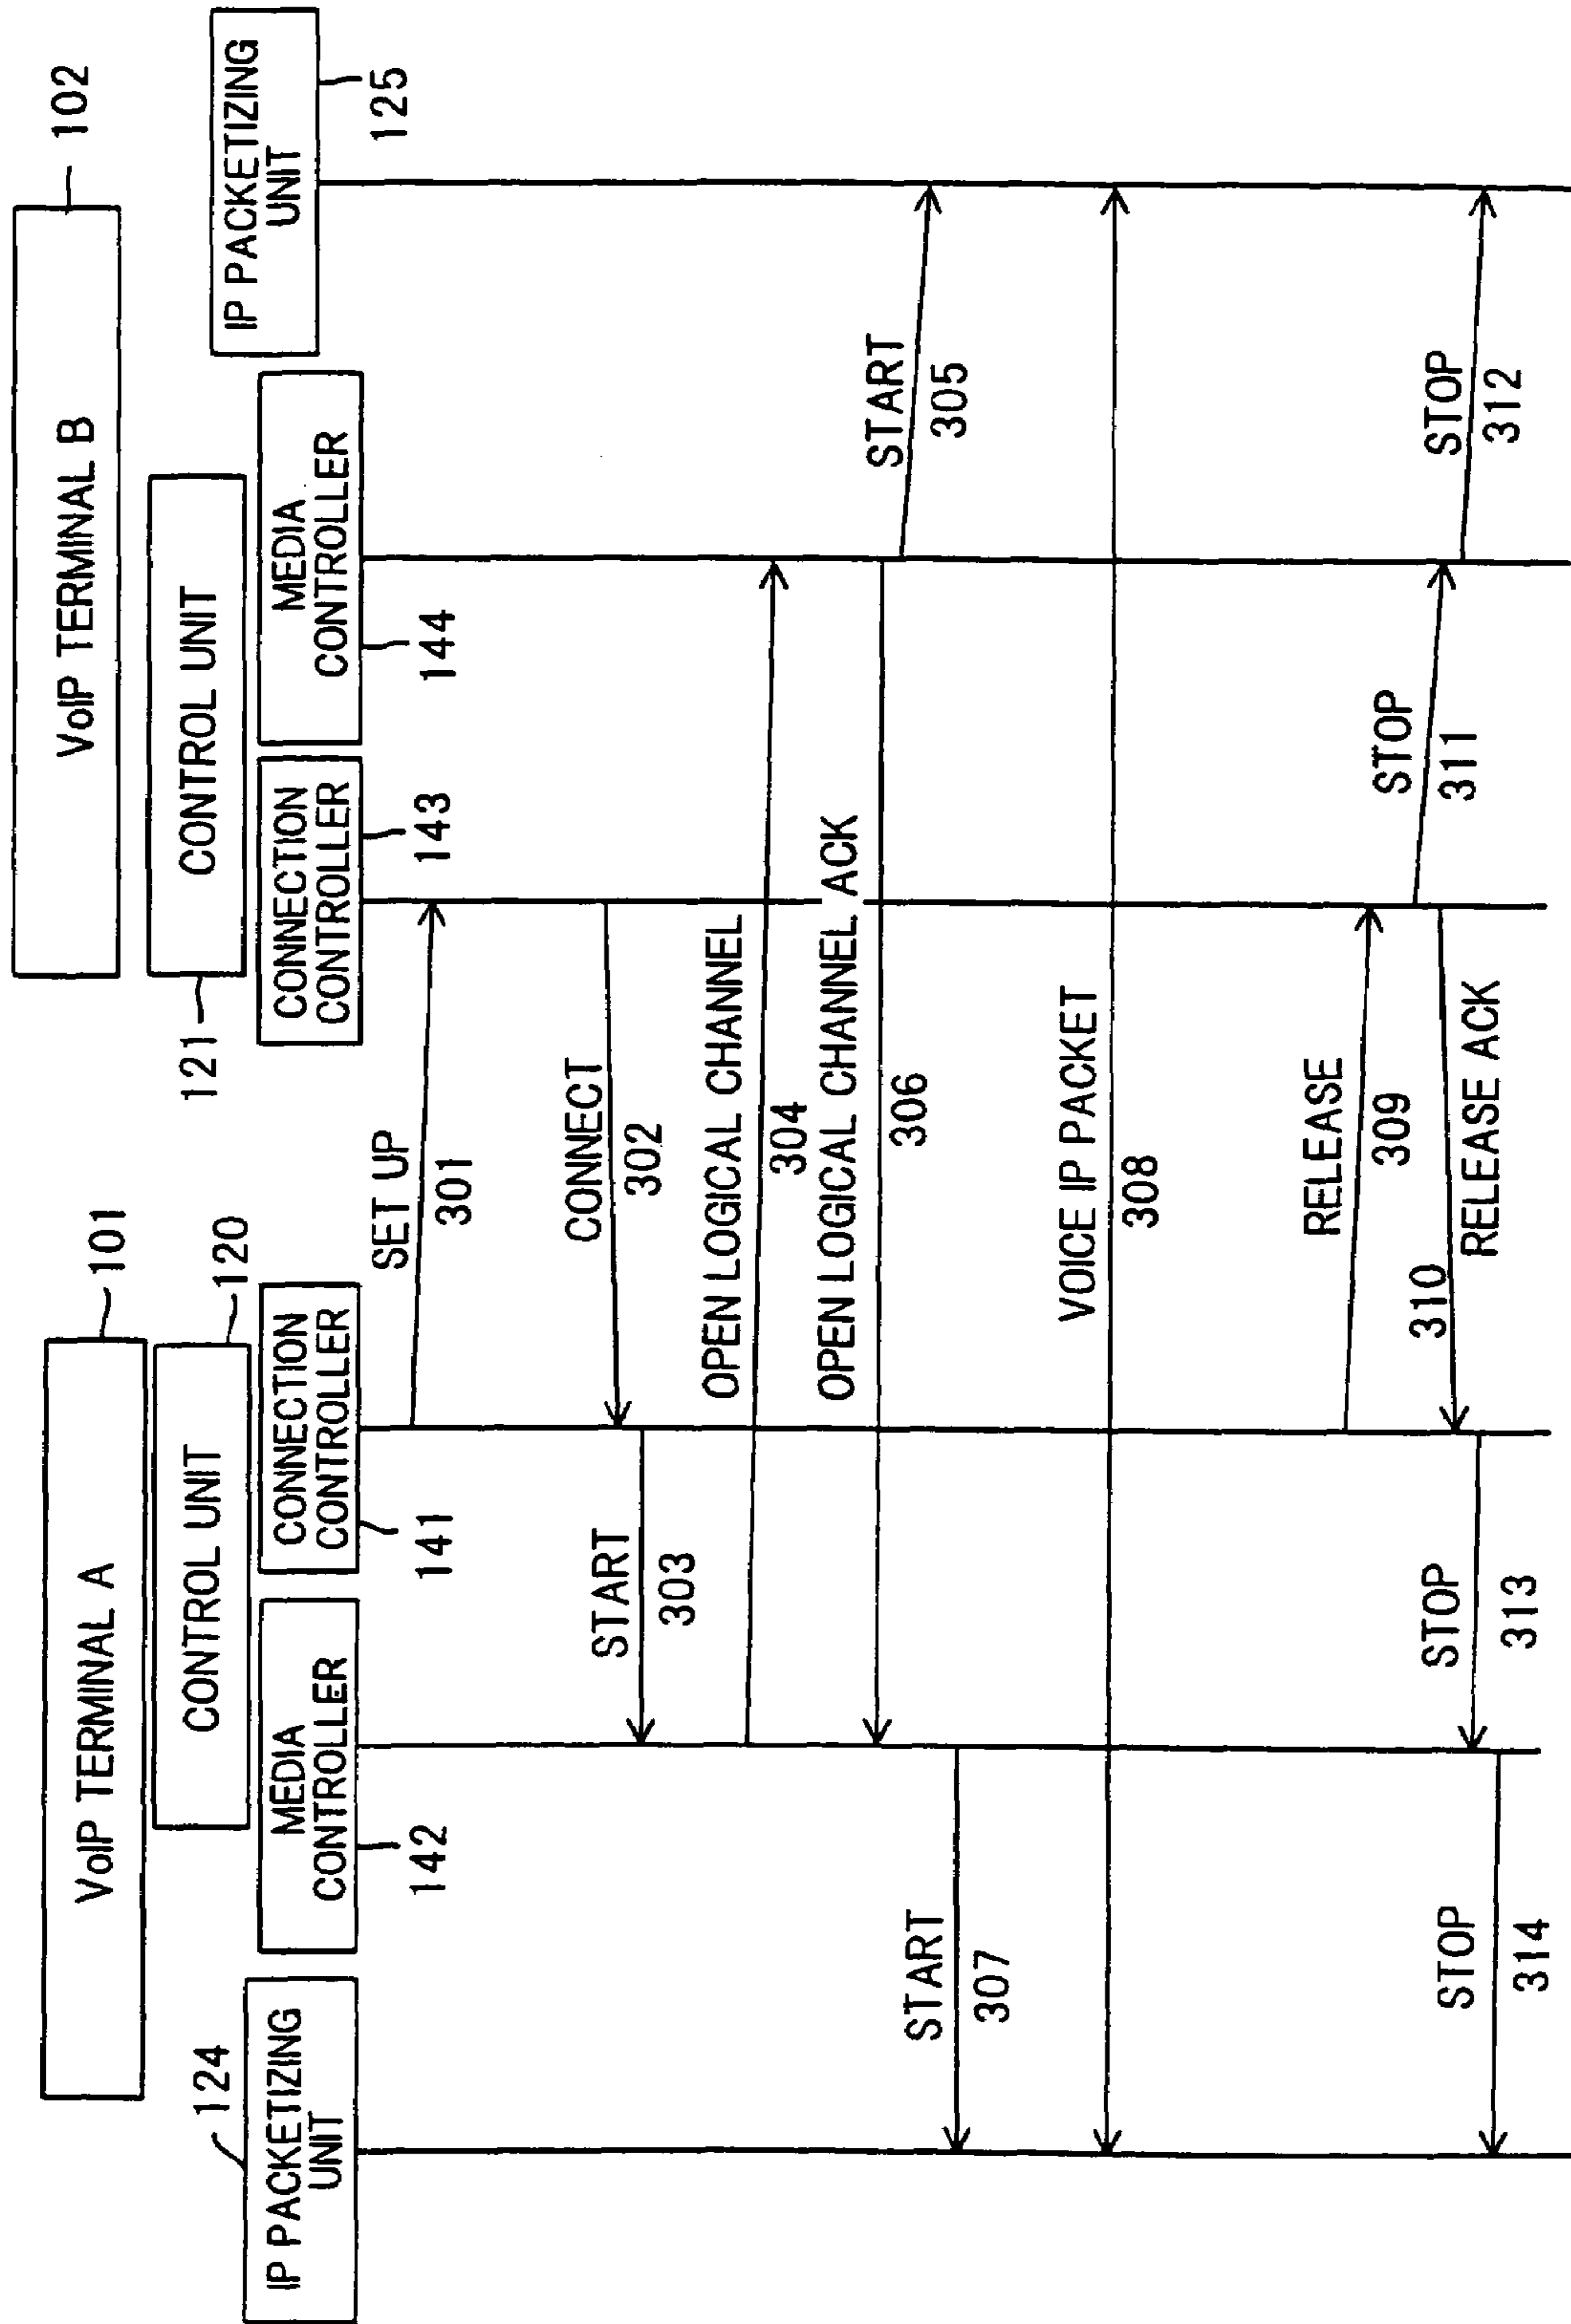 VoIP TERMINAL A
101
VoIP TERMINAL B
102
CONTROL UNIT
120
121
CONTROL UNIT
124
IP PACKETIZING
UNIT
MEDIA
CONTROLLER
142
CONNECTION
CONTROLLER
141
CONNECTION
CONTROLLER
143
MEDIA
CONTROLLER
144
IP PACKETIZING
UNIT
125
SET UP
301
CONNECT
302
START
303
OPEN LOGICAL CHANNEL
304
OPEN LOGICAL CHANNEL ACK
306
START
305
START
307
VOICE IP PACKET
308
RELEASE
309
310
RELEASE ACK
STOP
311
STOP
312
STOP
313
STOP
314